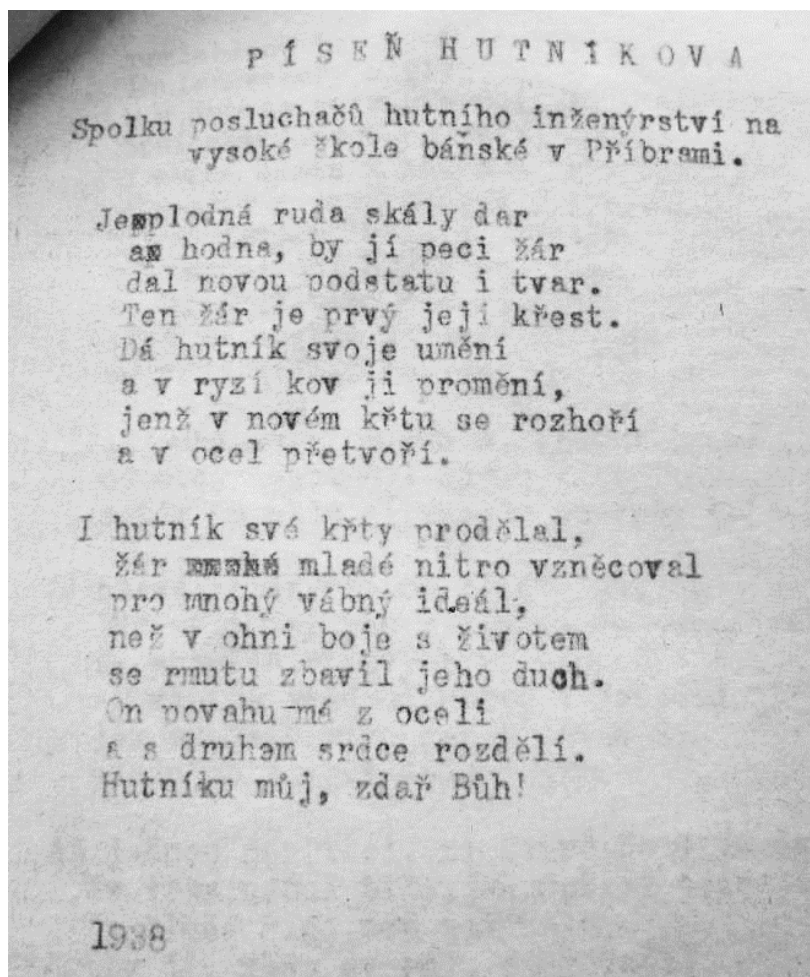 PÍSEŇ HUTNÍKOVA
Spolku posluchačů hutního inženýrství na
vysoké škole báňské v Příbrami.
Je plodná ruda skály dar
a hodna, by jí peci žár
dal novou podstatu i tvar.
Ten žár je prvý její křest.
Dá hutník svoje umění
a v ryzí kov ji promění,
jenž v novém křtu se rozhoří
a v ocel přetvoří.
I hutník své křty prodělal,
žár mladé nitro vzněcoval
pro mnohý vábný ideál,
než v ohni boje s životem
se rmutu zbavil jeho duch.
On povahu má z oceli
a s druhem srdce rozdělí.
Hutníku můj, zdař Bůh!
1938